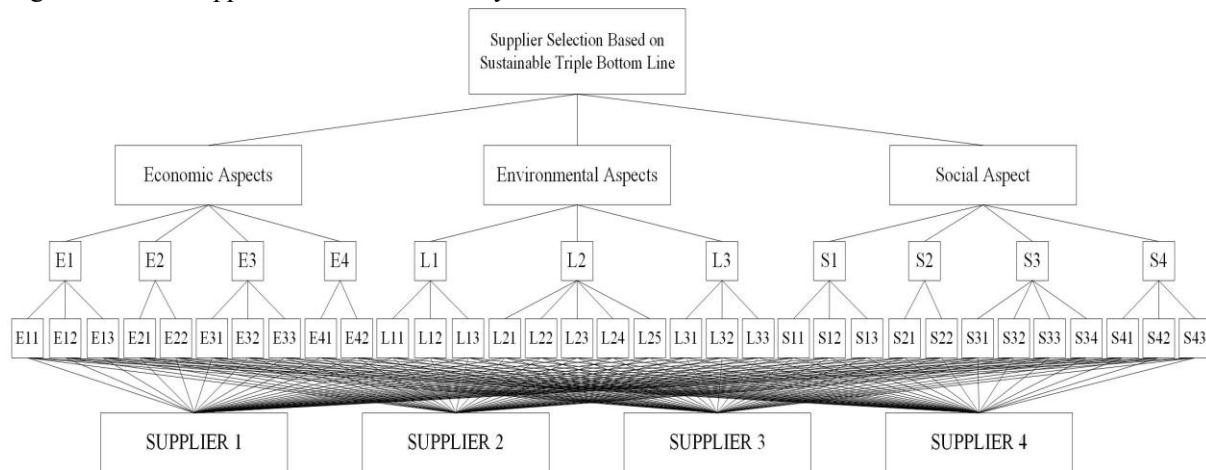 Supplier Selection Based on
Sustainable Triple Bottom Line
Economic Aspects
Environmental Aspects
Social Aspect
E1
E2
E3
E4
L1
L2
L3
S1
S2
S3
S4
E11
E12
E13
E21
E22
E31
E32
E33
E41
E42
L11
L12
L13
L21
L22
L23
L24
L25
L31
L32
L33
S11
S12
S13
S21
S22
S31
S32
S33
S34
S41
S42
S43
SUPPLIER 1
SUPPLIER 2
SUPPLIER 3
SUPPLIER 4